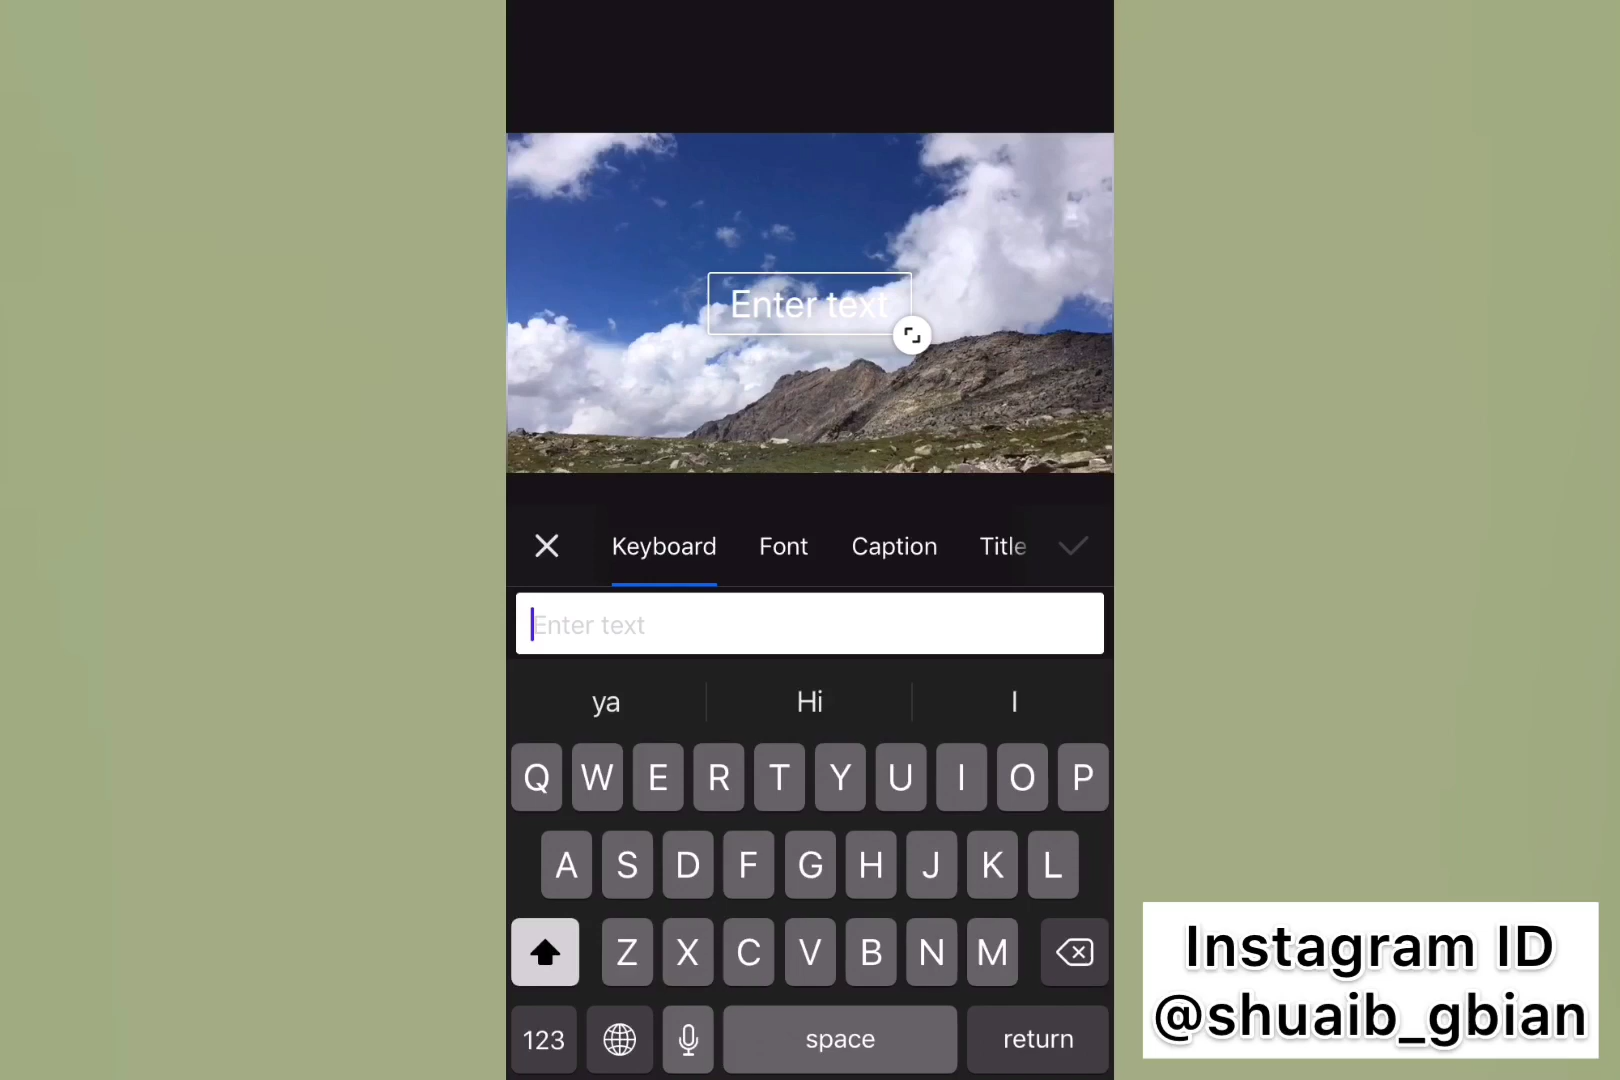 Enter text
Keyboard Font Caption Title
Enter text
ya Hi I
Q W E R T Y U I O P
A S D F G H J K L
Z X C V B N M
123 space return
Instagram ID
@shuaib_gbian